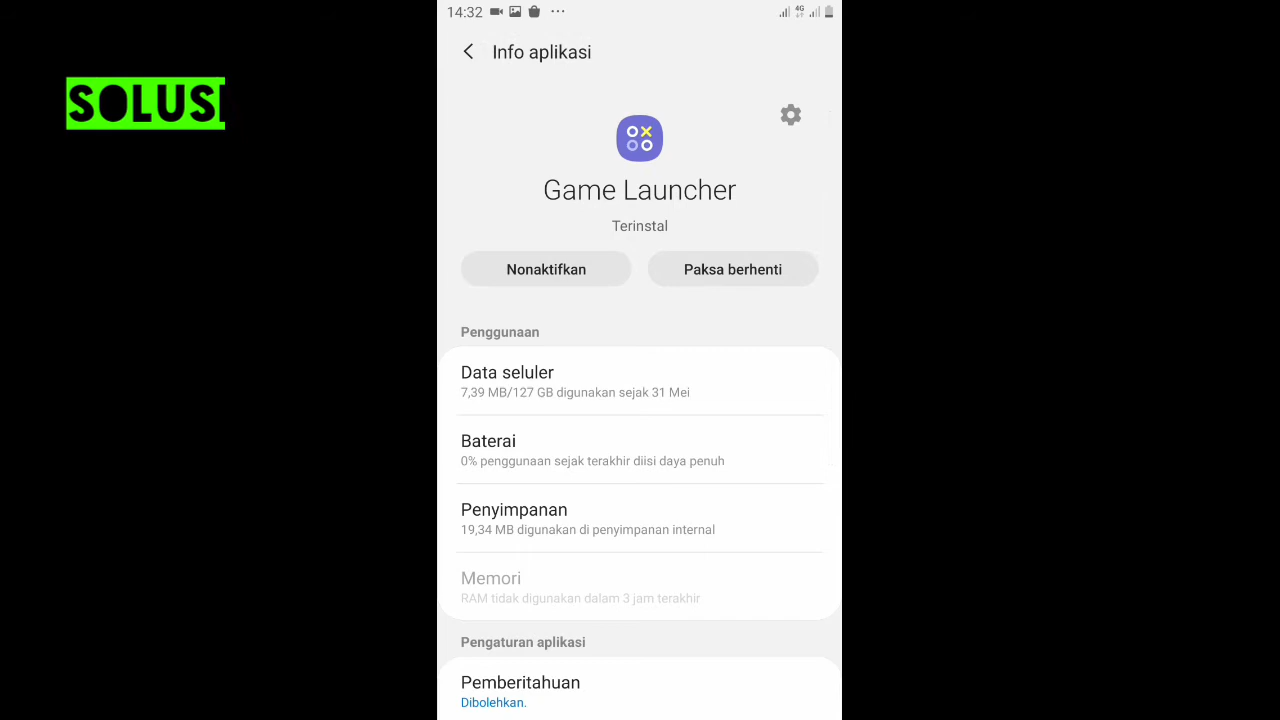 14:32
4G
Info aplikasi
SOLUSI
Game Launcher
Terinstal
Nonaktifkan
Paksa berhenti
Penggunaan
Data seluler
7,39 MB/127 GB digunakan sejak 31 Mei
Baterai
0% penggunaan sejak terakhir diisi daya penuh
Penyimpanan
19,34 MB digunakan di penyimpanan internal
Memori
RAM tidak digunakan dalam 3 jam terakhir
Pengaturan aplikasi
Pemberitahuan
Dibolehkan.